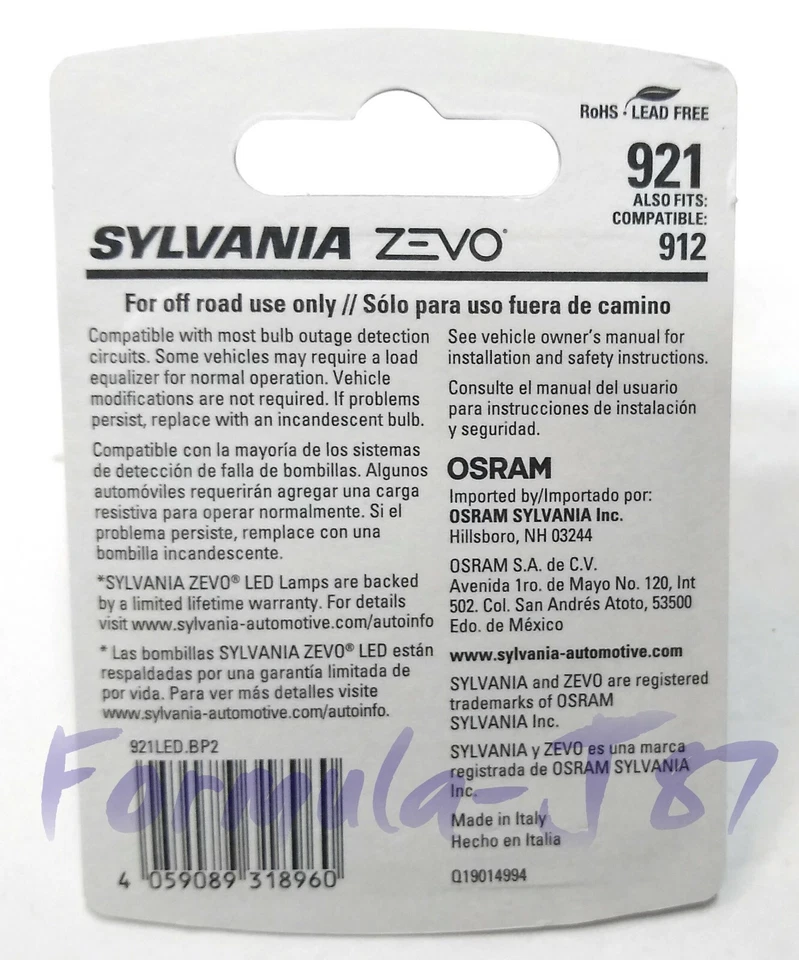 RoHS · LEAD FREE
921
ALSO FITS:
COMPATIBLE:
912
SYLVANIA ZEVO®
For off road use only // Sólo para uso fuera de camino
Compatible with most bulb outage detection
circuits. Some vehicles may require a load
equalizer for normal operation. Vehicle
modifications are not required. If problems
persist, replace with an incandescent bulb.
Compatible con la mayoría de los sistemas
de detección de falla de bombillas. Algunos
automóviles requerirán agregar una carga
resistiva para operar normalmente. Si el
problema persiste, remplace con una
bombilla incandescente.
*SYLVANIA ZEVO® LED Lamps are backed
by a limited lifetime warranty. For details
visit www.sylvania-automotive.com/autoinfo
* Las bombillas SYLVANIA ZEVO® LED están
respaldadas por una garantía limitada de
por vida. Para ver más detalles visite
www.sylvania-automotive.com/autoinfo.
921LED.BP2
4 059089 318960
See vehicle owner's manual for
installation and safety instructions.
Consulte el manual del usuario
para instrucciones de instalación
y seguridad.
OSRAM
Imported by/Importado por:
OSRAM SYLVANIA Inc.
Hillsboro, NH 03244
OSRAM S.A. de C.V.
Avenida 1ro. de Mayo No. 120, Int
502. Col. San Andrés Atoto, 53500
Edo. de México
www.sylvania-automotive.com
SYLVANIA and ZEVO are registered
trademarks of OSRAM
SYLVANIA Inc.
SYLVANIA y ZEVO es una marca
registrada de OSRAM SYLVANIA
Inc.
Made in Italy
Hecho en Italia
Q19014994
Formula-J87